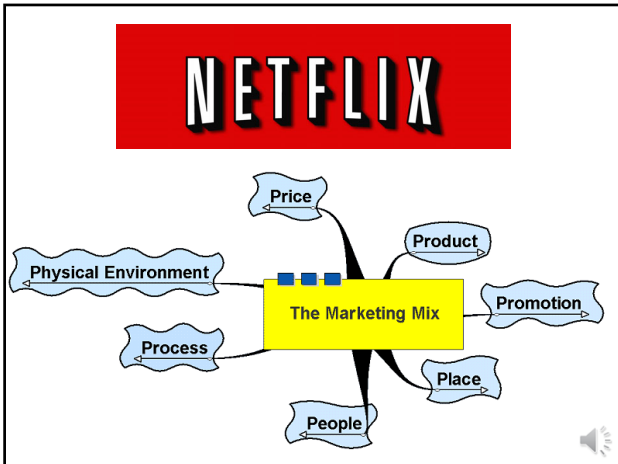 NETFLIX
Price
Product
Physical Environment
The Marketing Mix
Promotion
Process
Place
People